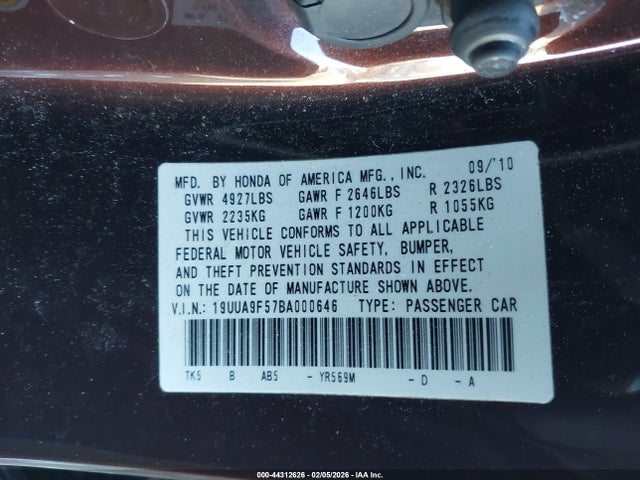 MFD. BY HONDA OF AMERICA MFG., INC. 09/'10
GVWR 4927LBS GAWR F 2646LBS R 2326LBS
GVWR 2235KG GAWR F 1200KG R 1055KG
THIS VEHICLE CONFORMS TO ALL APPLICABLE
FEDERAL MOTOR VEHICLE SAFETY, BUMPER,
AND THEFT PREVENTION STANDARDS IN EFFECT
ON THE DATE OF MANUFACTURE SHOWN ABOVE.
V.I.N.: 19UUA9F57BA000646 TYPE: PASSENGER CAR
TK5 B AB5 - YR569M - D - A
000-44312626 - 02/05/2026 - IAA Inc.